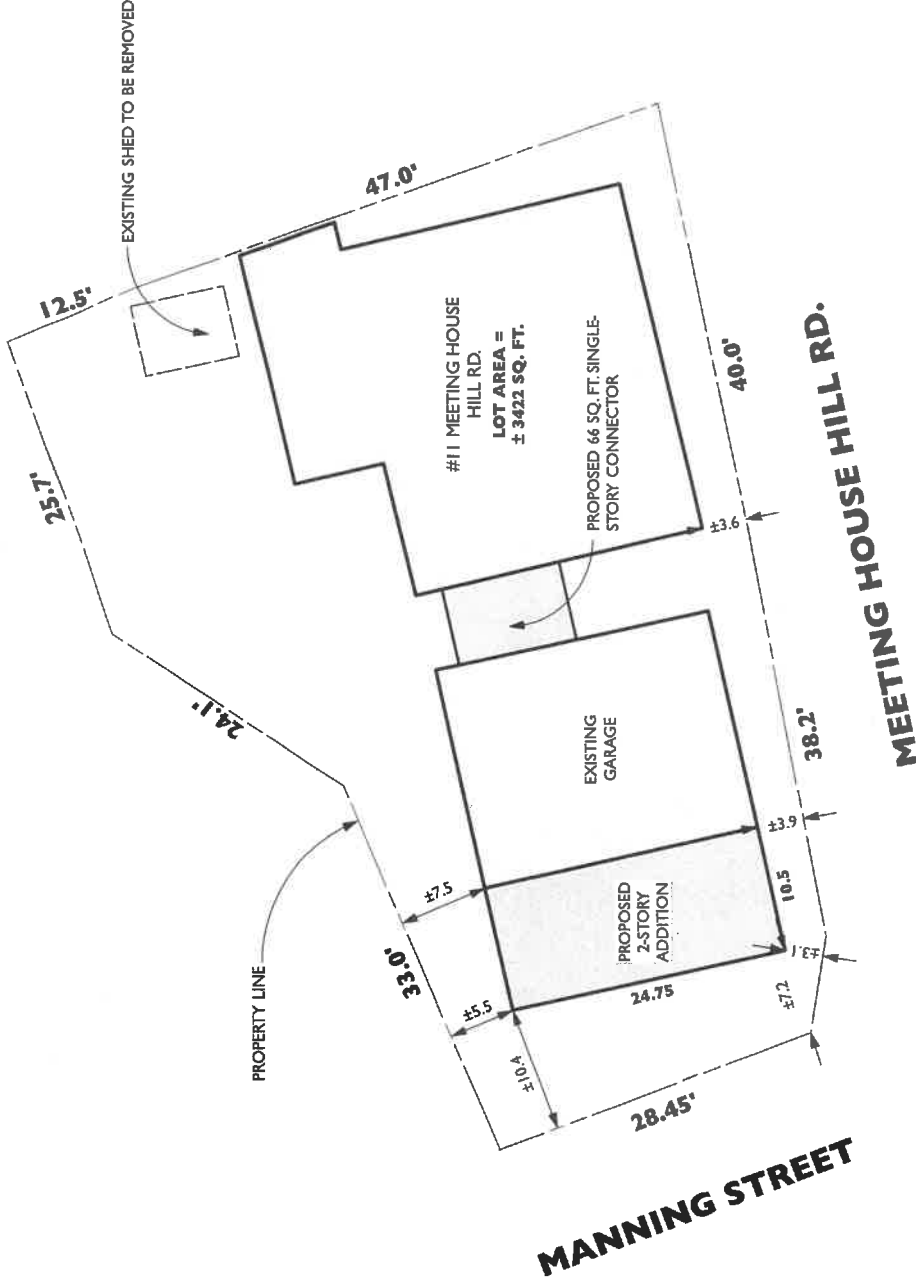 EXISTING SHED TO BE REMOVED
12.5'
47.0'
25.7'
#11 MEETING HOUSE
HILL RD.
LOT AREA =
± 3422 SQ. FT.
PROPOSED 66 SQ. FT. SINGLE-
STORY CONNECTOR
24.1'
40.0'
±3.6
MEETING HOUSE HILL RD.
PROPERTY LINE
EXISTING
GARAGE
38.2'
±7.5
±3.9
33.0'
PROPOSED
2-STORY
ADDITION
10.5
±5.5
24.75
±3.1
±7.2
±10.4
28.45'
MANNING STREET